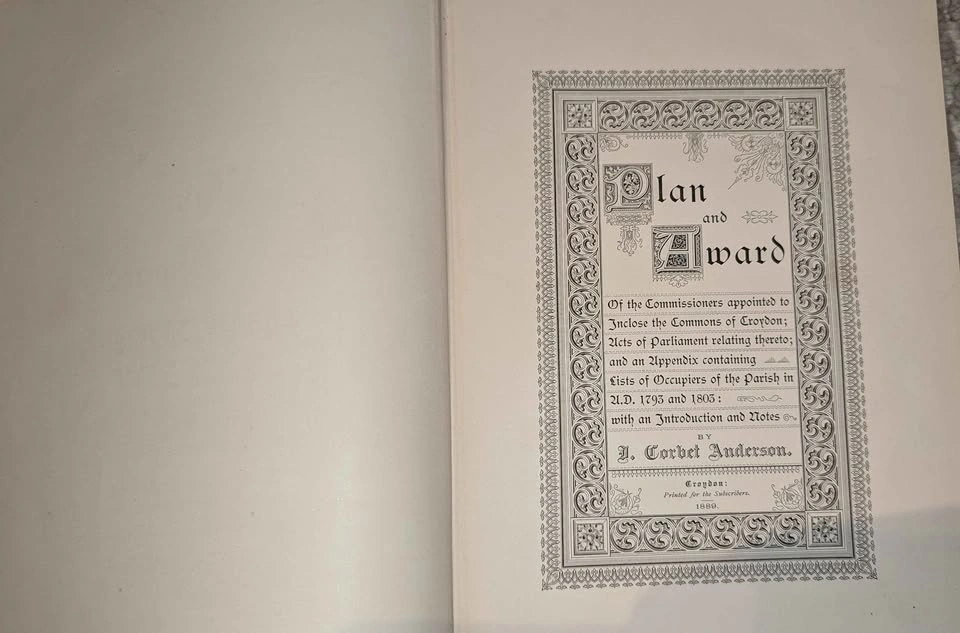 Plan
and
Award
Of the Commissioners appointed to
Inclose the Commons of Croydon;
Acts of Parliament relating thereto;
and an Appendix containing
Lists of Occupiers of the Parish in
A.D. 1793 and 1803:
with an Introduction and Notes
BY
J. Corbet Anderson.
Croydon:
Printed for the Subscribers.
1889.